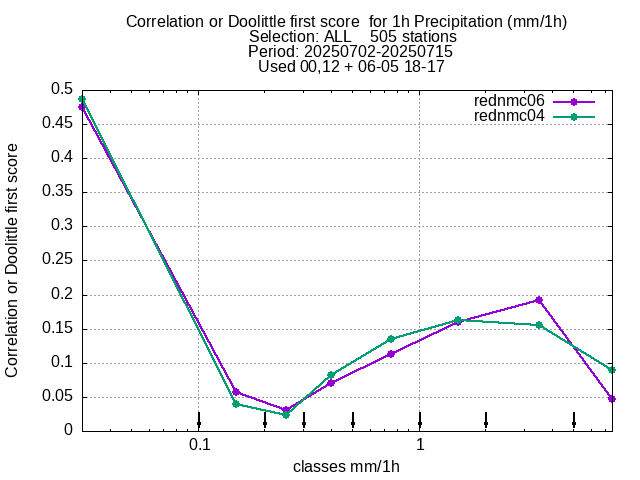 Correlation or Doolittle first score  for 1h Precipitation (mm/1h)
Selection: ALL    505 stations
Period: 20250702-20250715
Used 00,12 + 06-05 18-17
rednmc06
rednmc04
0.5
0.45
0.4
0.35
0.3
0.25
0.2
0.15
0.1
0.05
0
Correlation or Doolittle first score
0.1
1
classes mm/1h